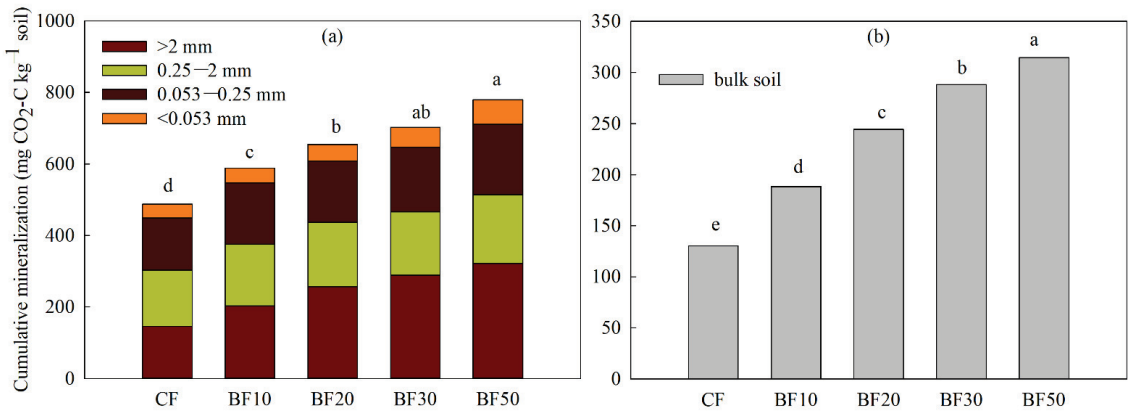 Cumulative mineralization (mg CO2-C kg−1 soil)
1000
800
600
400
200
0
(a)
>2 mm
0.25—2 mm
0.053—0.25 mm
<0.053 mm
d
c
b
ab
a
CF BF10 BF20 BF30 BF50
350
300
250
200
150
100
50
0
(b)
bulk soil
e
d
c
b
a
CF BF10 BF20 BF30 BF50